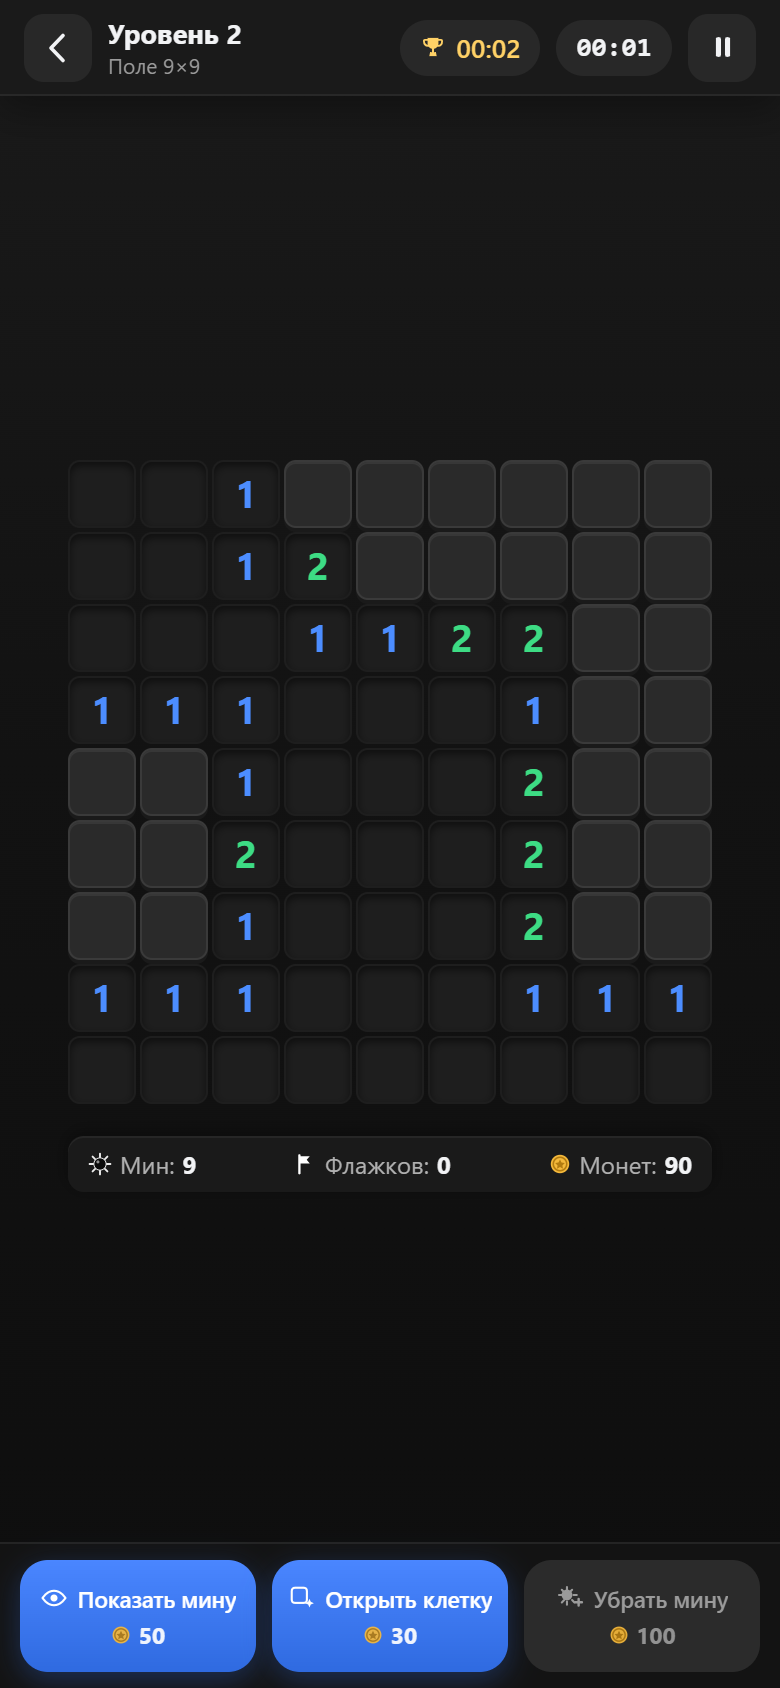 Уровень 2
Поле 9×9
00:02
00:01
1
1 2
1 1 2 2
1 1 1 1
1 2
2 2
1 2
1 1 1 1 1 1
Мин: 9 Флажков: 0 Монет: 90
Показать мину
50
Открыть клетку
30
Убрать мину
100